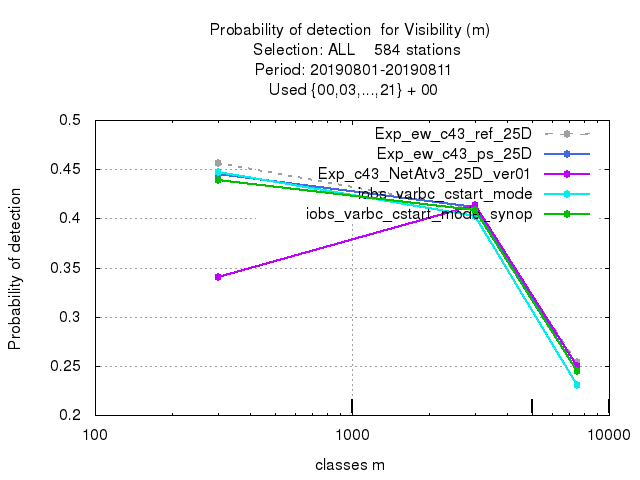 Probability of detection  for Visibility (m)
Selection: ALL    584 stations
Period: 20190801-20190811
Used {00,03,...,21} + 00
Exp_ew_c43_ref_25D
Exp_ew_c43_ps_25D
Exp_c43_NetAtv3_25D_ver01
iobs_varbc_cstart_mode
iobs_varbc_cstart_mode_synop
Probability of detection
0.5
0.45
0.4
0.35
0.3
0.25
0.2
100
1000
10000
classes m